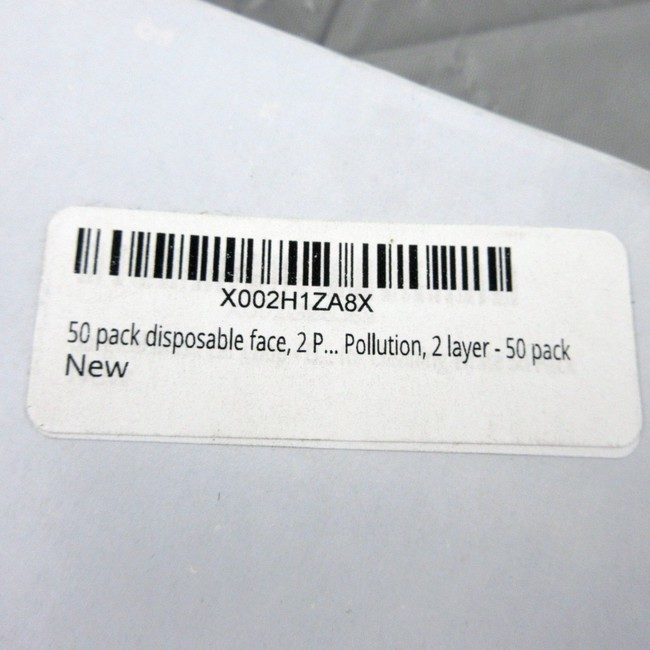 X002H1ZA8X
50 pack disposable face, 2 P... Pollution, 2 layer - 50 pack
New